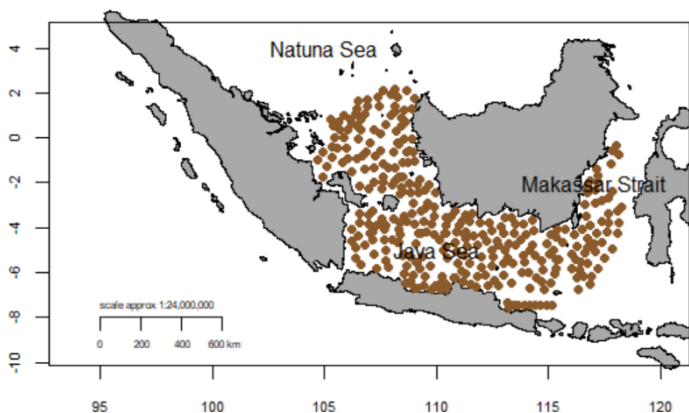 Natuna Sea
Makassar Strait
Java Sea
scale approx 1:24,000,000
0 200 400 600 km
4
2
0
-2
-4
-6
-8
-10
95 100 105 110 115 120